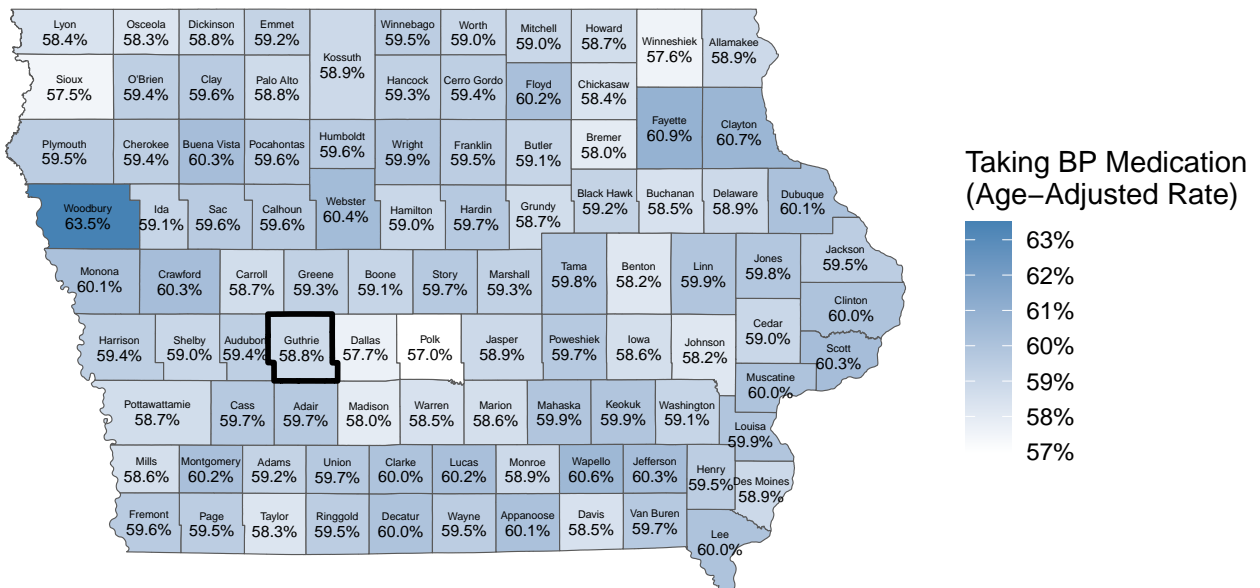 Lyon
58.4%
Osceola
58.3%
Dickinson
58.8%
Emmet
59.2%
Kossuth
58.9%
Winnebago
59.5%
Worth
59.0%
Mitchell
59.0%
Howard
58.7%
Winneshiek
57.6%
Allamakee
58.9%
Sioux
57.5%
O'Brien
59.4%
Clay
59.6%
Palo Alto
58.8%
Hancock
59.3%
Cerro Gordo
59.4%
Floyd
60.2%
Chickasaw
58.4%
Fayette
60.9%
Clayton
60.7%
Plymouth
59.5%
Cherokee
59.4%
Buena Vista
60.3%
Pocahontas
59.6%
Humboldt
59.6%
Wright
59.9%
Franklin
59.5%
Butler
59.1%
Bremer
58.0%
Woodbury
63.5%
Ida
59.1%
Sac
59.6%
Calhoun
59.6%
Webster
60.4%
Hamilton
59.0%
Hardin
59.7%
Grundy
58.7%
Black Hawk
59.2%
Buchanan
58.5%
Delaware
58.9%
Dubuque
60.1%
Monona
60.1%
Crawford
60.3%
Carroll
58.7%
Greene
59.3%
Boone
59.1%
Story
59.7%
Marshall
59.3%
Tama
59.8%
Benton
58.2%
Linn
59.9%
Jones
59.8%
Jackson
59.5%
Clinton
60.0%
Harrison
59.4%
Shelby
59.0%
Audubon
59.4%
Guthrie
58.8%
Dallas
57.7%
Polk
57.0%
Jasper
58.9%
Poweshiek
59.7%
Iowa
58.6%
Johnson
58.2%
Cedar
59.0%
Scott
60.3%
Muscatine
60.0%
Pottawattamie
58.7%
Cass
59.7%
Adair
59.7%
Madison
58.0%
Warren
58.5%
Marion
58.6%
Mahaska
59.9%
Keokuk
59.9%
Washington
59.1%
Louisa
59.9%
Mills
58.6%
Montgomery
60.2%
Adams
59.2%
Union
59.7%
Clarke
60.0%
Lucas
60.2%
Monroe
58.9%
Wapello
60.6%
Jefferson
60.3%
Henry
59.5%
Des Moines
58.9%
Fremont
59.6%
Page
59.5%
Taylor
58.3%
Ringgold
59.5%
Decatur
60.0%
Wayne
59.5%
Appanoose
60.1%
Davis
58.5%
Van Buren
59.7%
Lee
60.0%
Taking BP Medication
(Age−Adjusted Rate)
63%
62%
61%
60%
59%
58%
57%